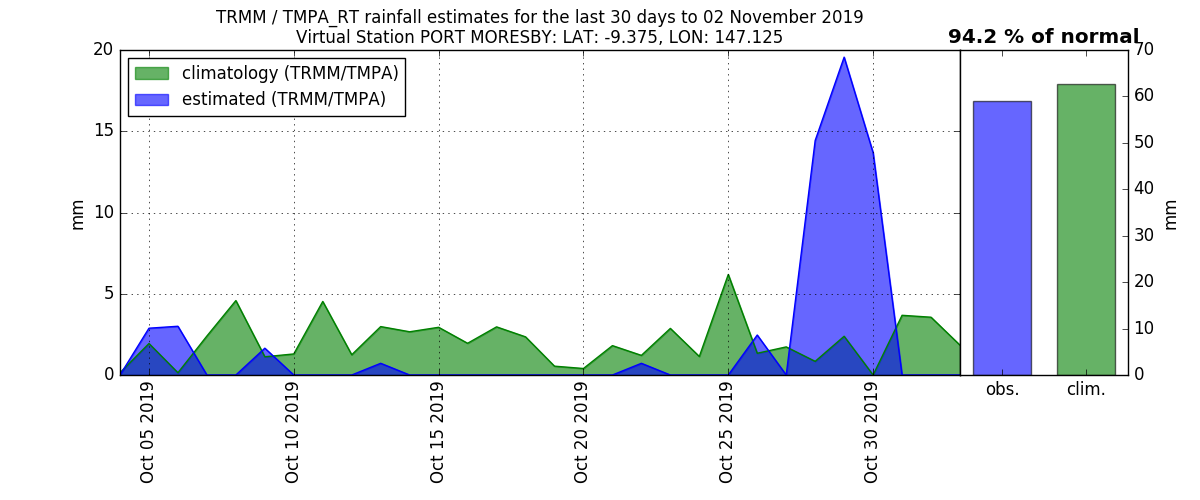 TRMM / TMPA_RT rainfall estimates for the last 30 days to 02 November 2019
Virtual Station PORT MORESBY: LAT: -9.375, LON: 147.125
94.2 % of normal
climatology (TRMM/TMPA)
estimated (TRMM/TMPA)
20
15
10
5
0
mm
Oct 05 2019
Oct 10 2019
Oct 15 2019
Oct 20 2019
Oct 25 2019
Oct 30 2019
70
60
50
40
30
20
10
0
mm
obs.
clim.